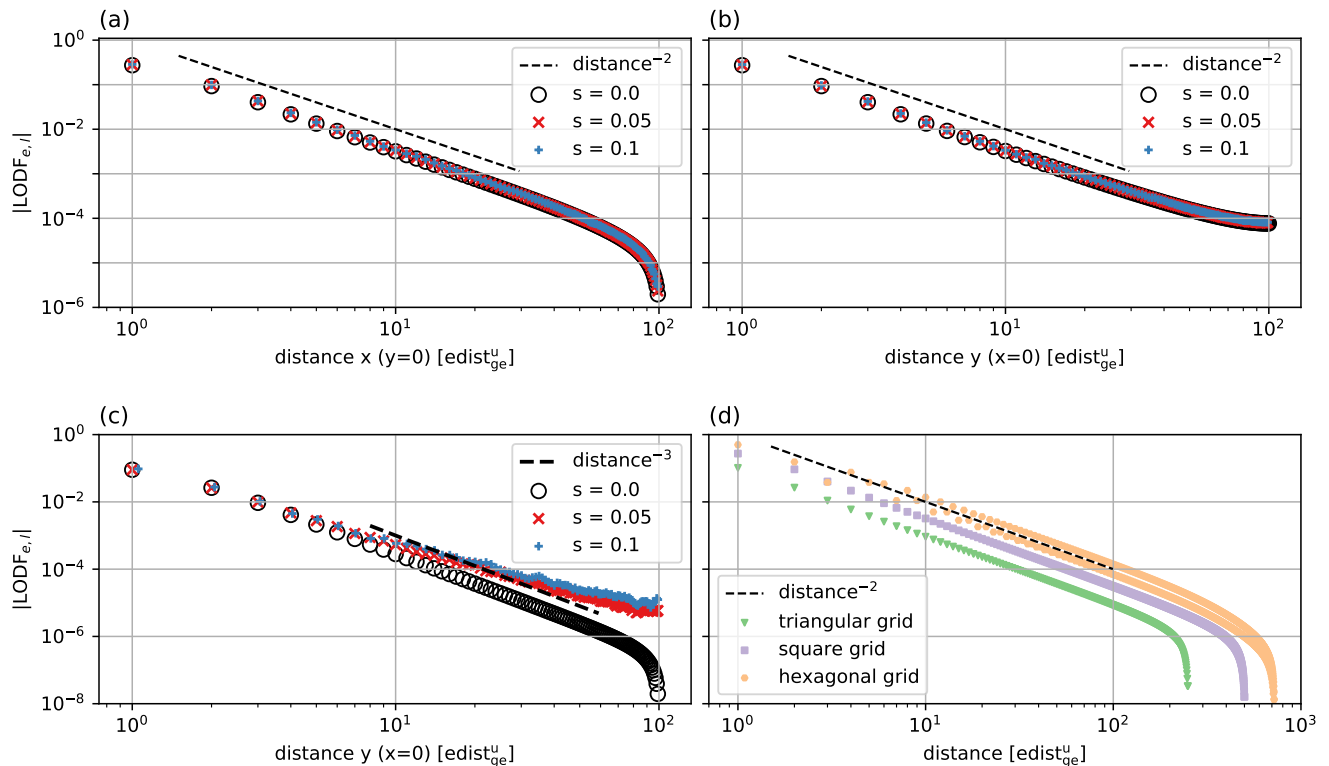 (a)
10^0
10^-2
10^-4
10^-6
|LODF_{e,l}|
distance^-2
s = 0.0
s = 0.05
s = 0.1
10^0
10^1
10^2
distance x (y=0) [edist^u_ge]
(b)
distance^-2
s = 0.0
s = 0.05
s = 0.1
10^0
10^1
10^2
distance y (x=0) [edist^u_ge]
(c)
10^0
10^-2
10^-4
10^-6
10^-8
|LODF_{e,l}|
distance^-3
s = 0.0
s = 0.05
s = 0.1
10^0
10^1
10^2
distance y (x=0) [edist^u_ge]
(d)
distance^-2
triangular grid
square grid
hexagonal grid
10^0
10^1
10^2
10^3
distance [edist^u_ge]